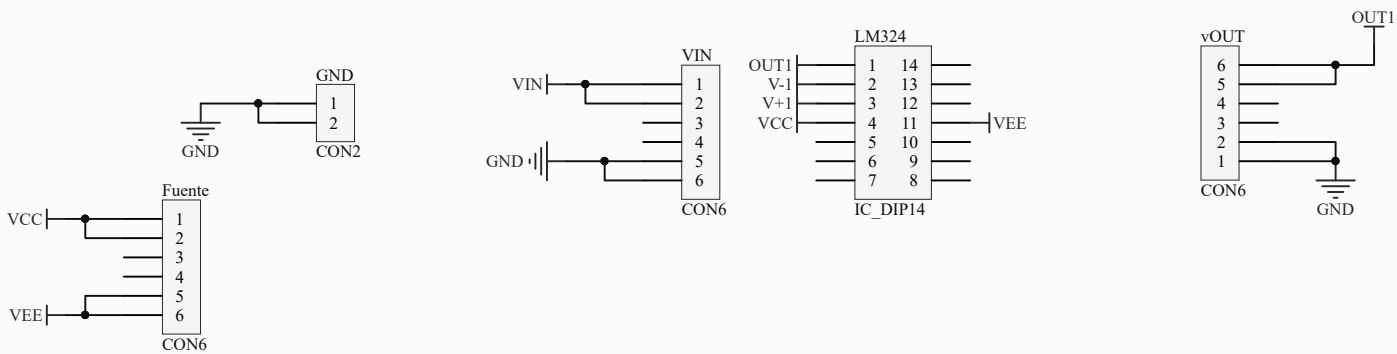 GND
1
2
CON2
GND
Fuente
VCC
1
2
3
4
5
VEE
6
CON6
VIN
VIN
1
2
3
4
GND
5
6
CON6
LM324
OUT1 1 14
V-1 2 13
V+1 3 12
VCC 4 11 VEE
5 10
6 9
7 8
IC_DIP14
OUT1
vOUT
6
5
4
3
2
1
CON6
GND